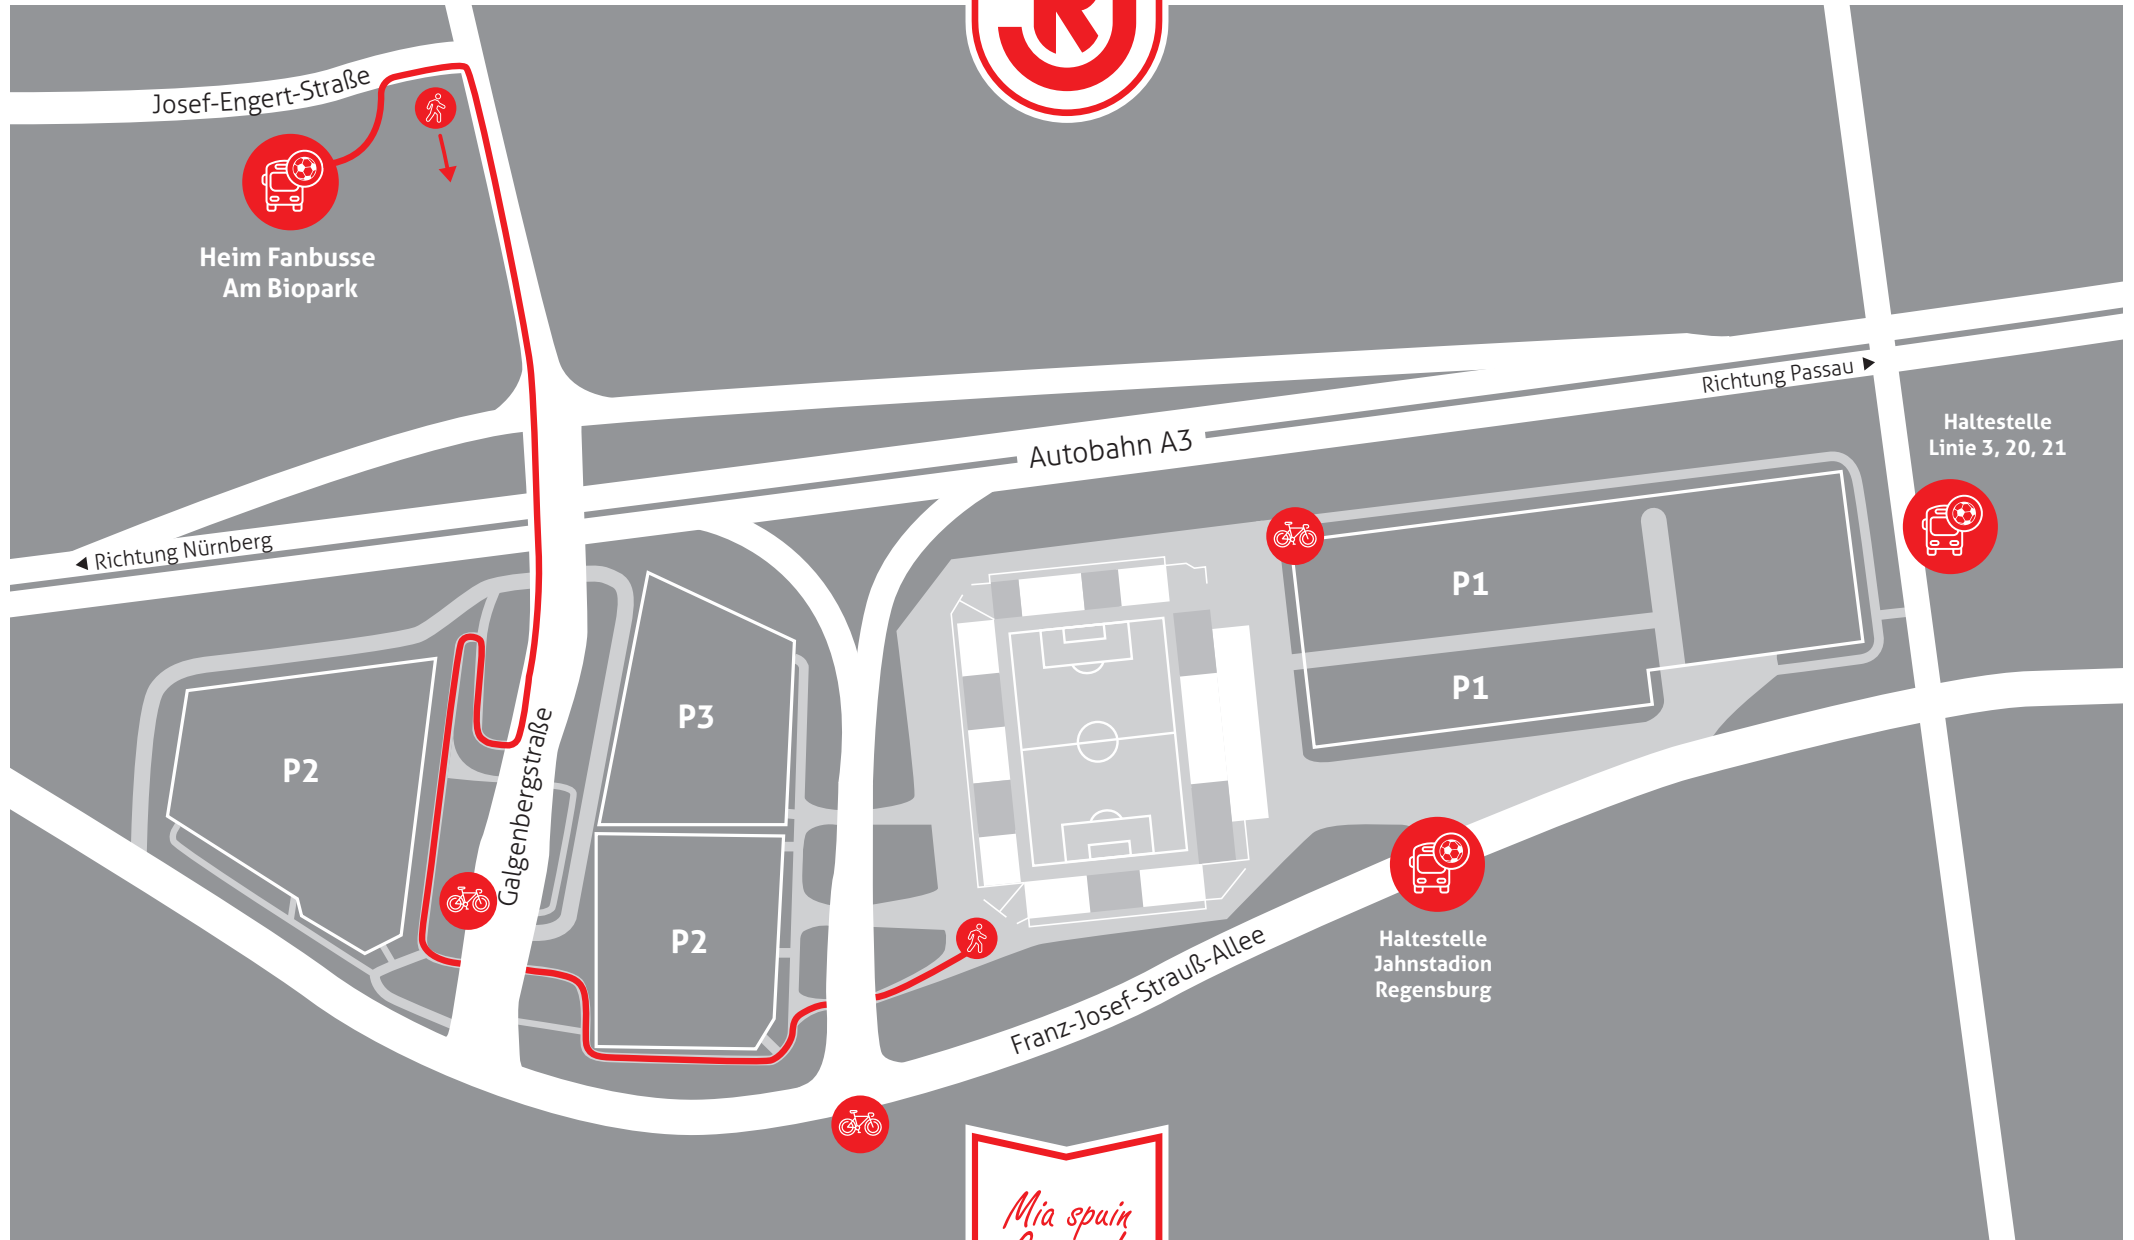 R
Josef-Engert-Straße
Heim Fanbusse
Am Biopark
Richtung Passau
Haltestelle
Linie 3, 20, 21
Autobahn A3
Richtung Nürnberg
P1
P1
P3
P2
P2
Galgenbergstraße
Haltestelle
Jahnstadion
Regensburg
Franz-Josef-Strauß-Allee
Mia spuin